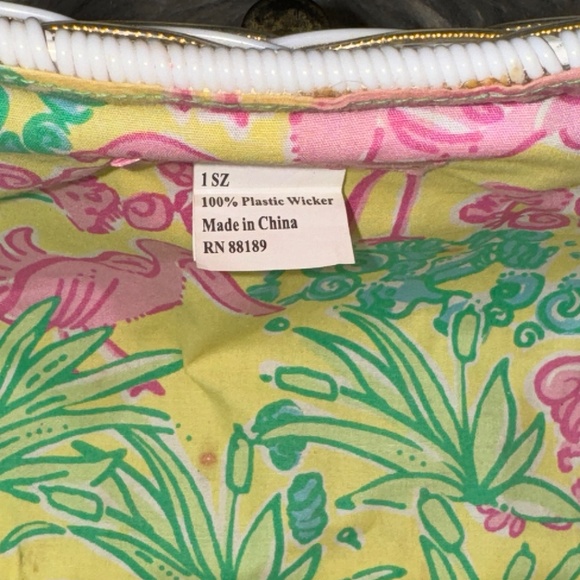 1 SZ
100% Plastic Wicker
Made in China
RN 88189